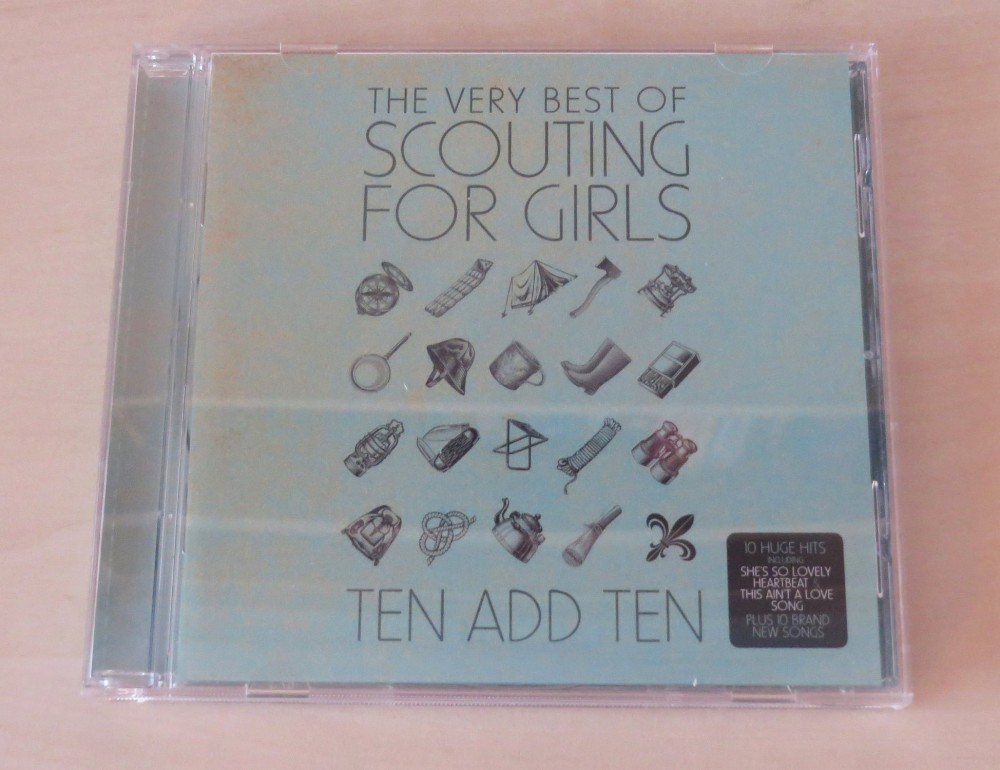 THE VERY BEST OF
SCOUTING
FOR GIRLS
TEN ADD TEN
10 HUGE HITS
INCLUDING
SHE'S SO LOVELY
HEARTBEAT &
THIS AIN'T A LOVE
SONG
PLUS 10 BRAND
NEW SONGS